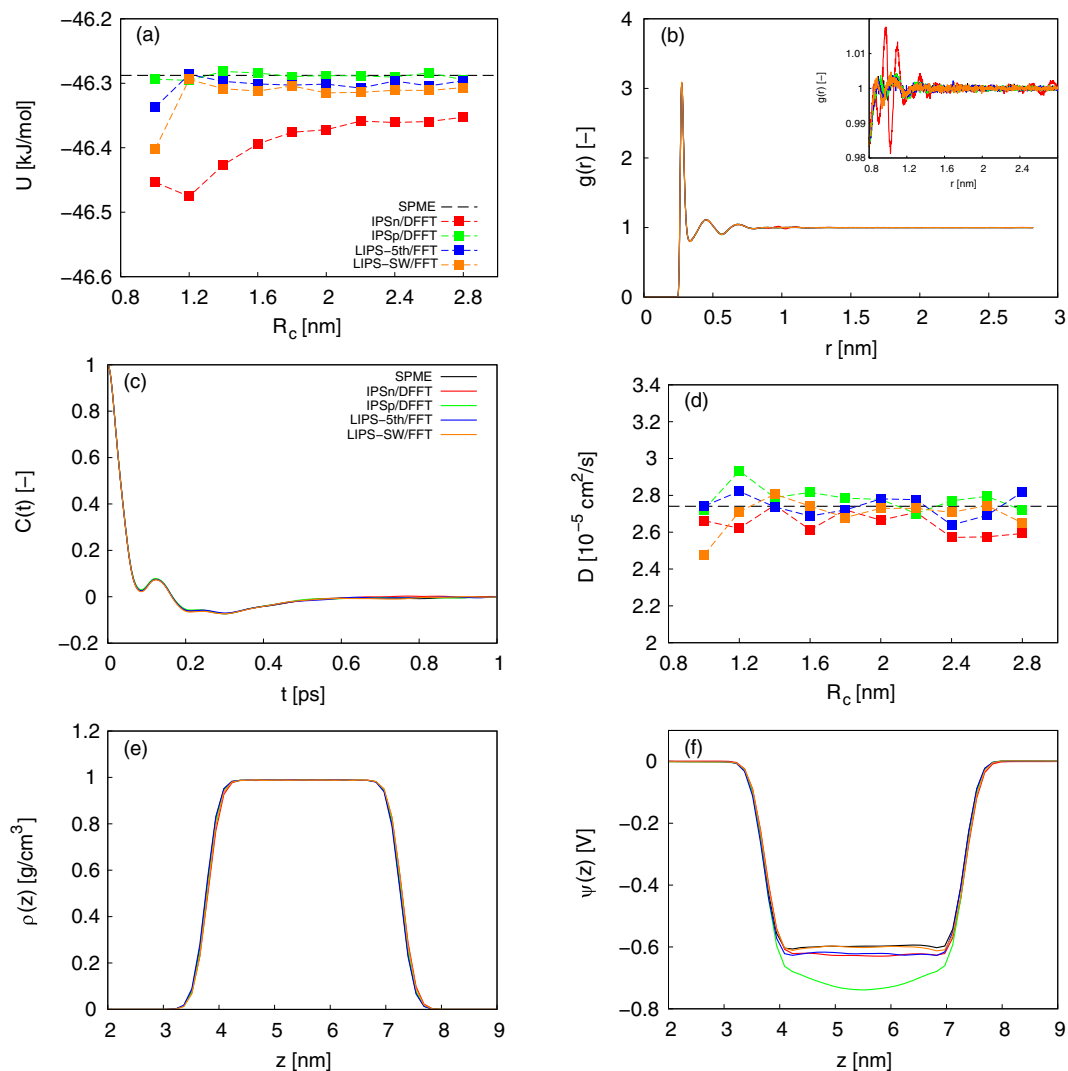 (a)
U [kJ/mol]
−46.2
−46.3
−46.4
−46.5
−46.6
0.8 1.2 1.6 2 2.4 2.8
R_c [nm]
SPME
IPSn/DFFT
IPSp/DFFT
LIPS−5th/FFT
LIPS−SW/FFT
(b)
g(r) [−]
4
3
2
1
0
0 0.5 1 1.5 2 2.5 3
r [nm]
g(r) [−]
1.01
1
0.99
0.98
0.8 1.2 1.6 2 2.4
r [nm]
(c)
C(t) [−]
1
0.8
0.6
0.4
0.2
0
−0.2
0 0.2 0.4 0.6 0.8 1
t [ps]
SPME
IPSn/DFFT
IPSp/DFFT
LIPS−5th/FFT
LIPS−SW/FFT
(d)
D [10⁻⁵ cm²/s]
3.4
3.2
3
2.8
2.6
2.4
2.2
2
0.8 1.2 1.6 2 2.4 2.8
R_c [nm]
(e)
ρ(z) [g/cm³]
1.2
1
0.8
0.6
0.4
0.2
0
2 3 4 5 6 7 8 9
z [nm]
(f)
ψ(z) [V]
0
−0.2
−0.4
−0.6
−0.8
2 3 4 5 6 7 8 9
z [nm]